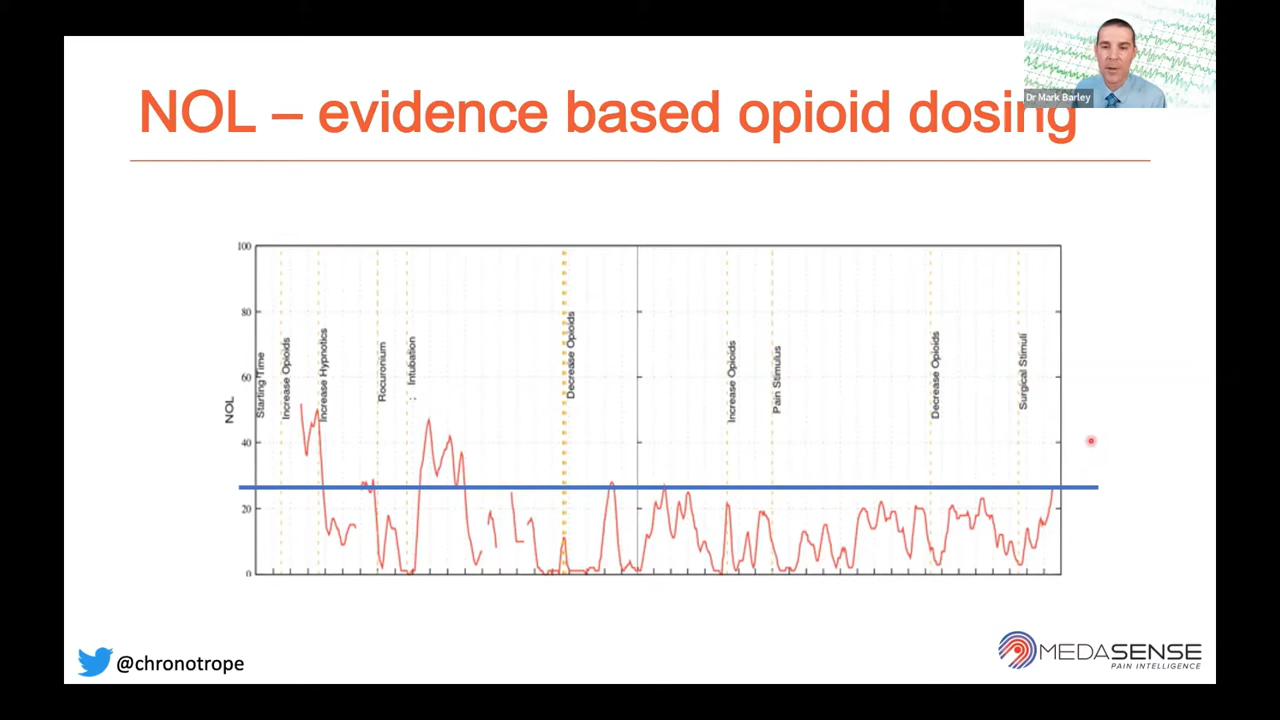 Dr Mark Barley
NOL – evidence based opioid dosing
100
80
60
40
20
0
NOL
Starting Time
Increase Opioids
Increase Hypnotics
Rocuronium
Intubation
Decrease Opioids
Increase Opioids
Pain Stimulus
Decrease Opioids
Surgical Stimuli
@chronotrope
MEDASENSE
PAIN INTELLIGENCE